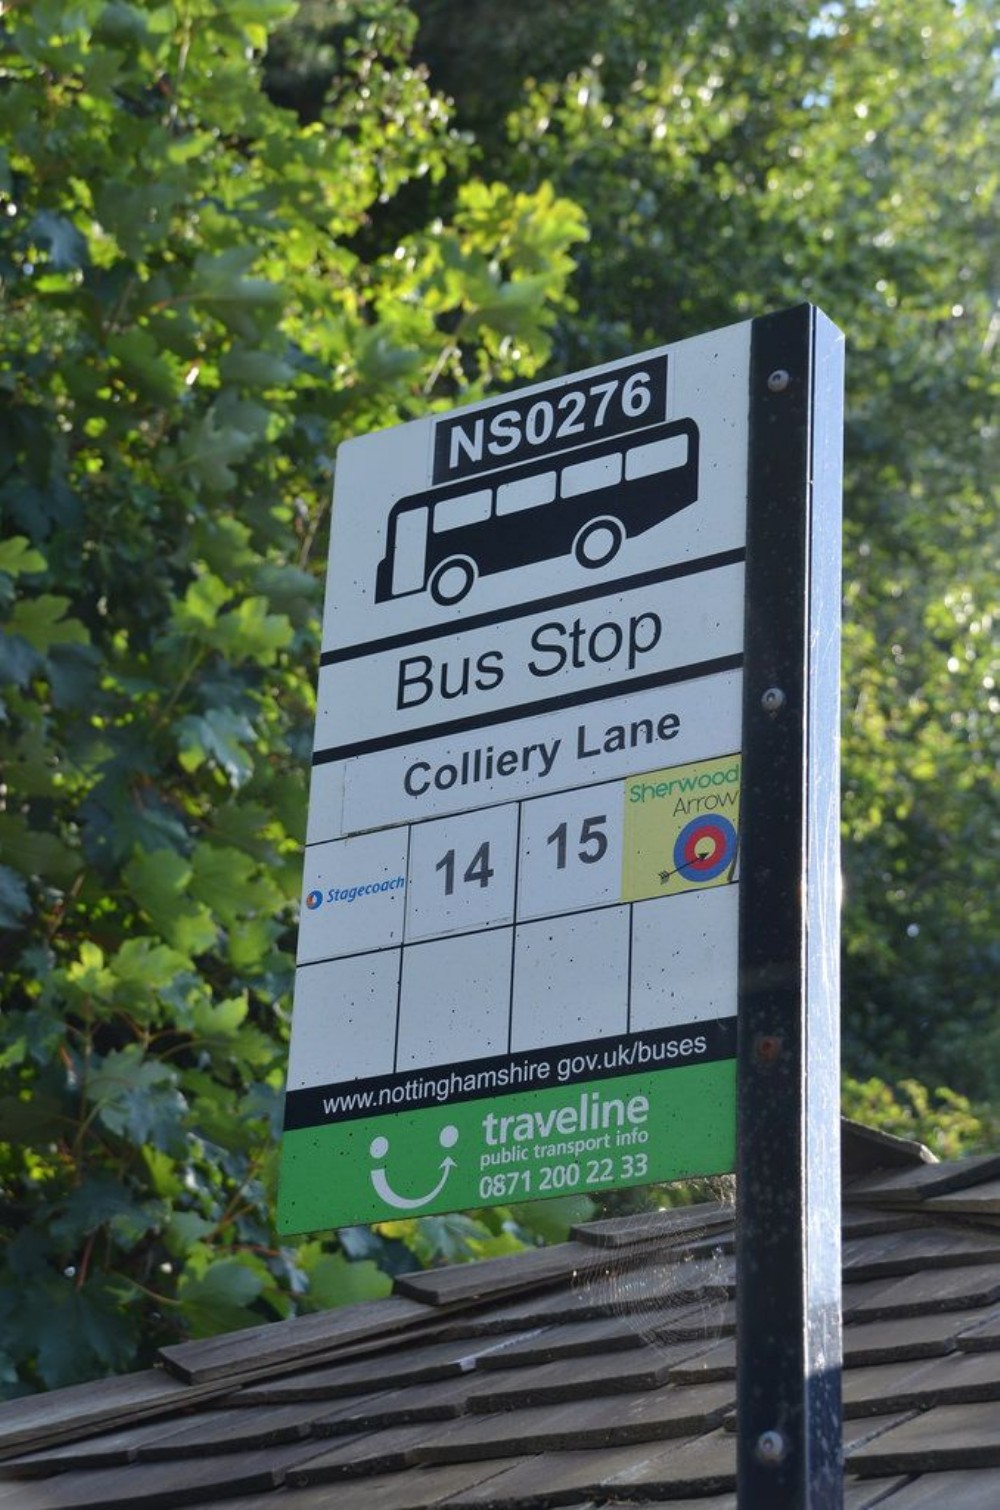 NS0276
Bus Stop
Colliery Lane
Stagecoach
14
15
Sherwood
Arrow
www.nottinghamshire gov.uk/buses
traveline
public transport info
0871 200 22 33